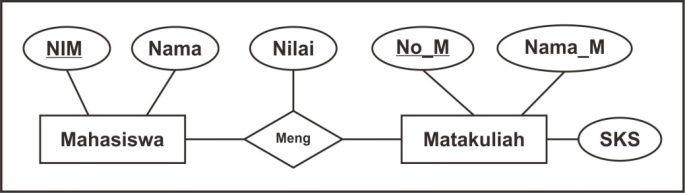 NIM
Nama
Nilai
No_M
Nama_M
Mahasiswa
Meng
Matakuliah
SKS